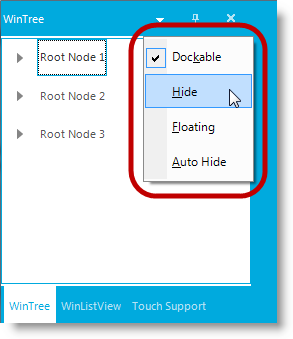 WinTree
Root Node 1
Root Node 2
Root Node 3
Dockable
Hide
Floating
Auto Hide
WinTree WinListView Touch Support